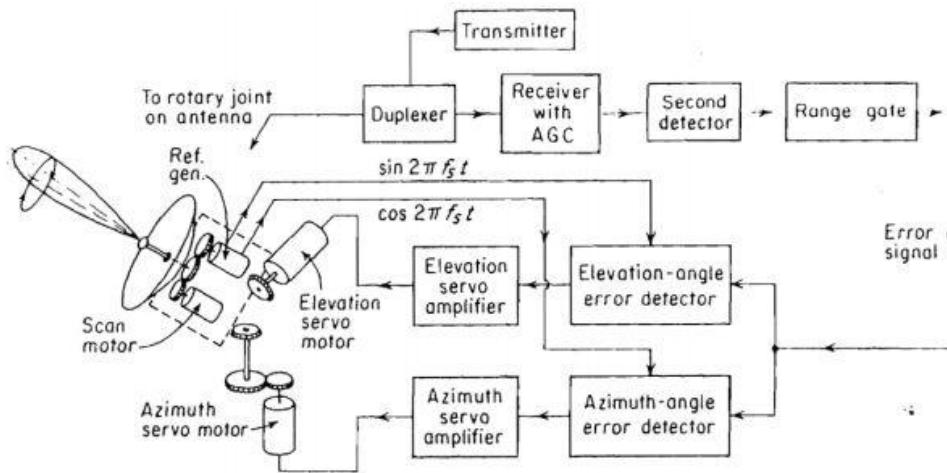 Transmitter
To rotary joint
on antenna
Duplexer
Receiver
with
AGC
Second
detector
Range gate
Ref.
gen.
sin 2π fₛ t
cos 2π fₛ t
Error
signal
Elevation
servo
amplifier
Elevation-angle
error detector
Elevation
servo
motor
Scan
motor
Azimuth
servo motor
Azimuth
servo
amplifier
Azimuth-angle
error detector